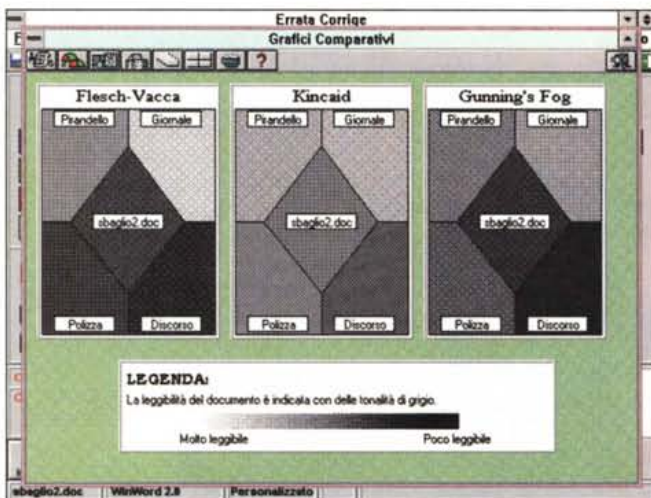 Errata Corrige
Grafici Comparativi
?
Flesch-Vacca
Kincaid
Gunning's Fog
Pirandello
Giornale
Pirandello
Giornale
Pirandello
Giornale
sbaglio2.doc
sbaglio2.doc
sbaglio2.doc
Polizza
Discorso
Polizza
Discorso
Polizza
Discorso
LEGENDA:
La leggibilità del documento è indicata con delle tonalità di grigio.
Molto leggibile
Poco leggibile
sbaglio2.doc
WinWord 2.0
Personalizzato